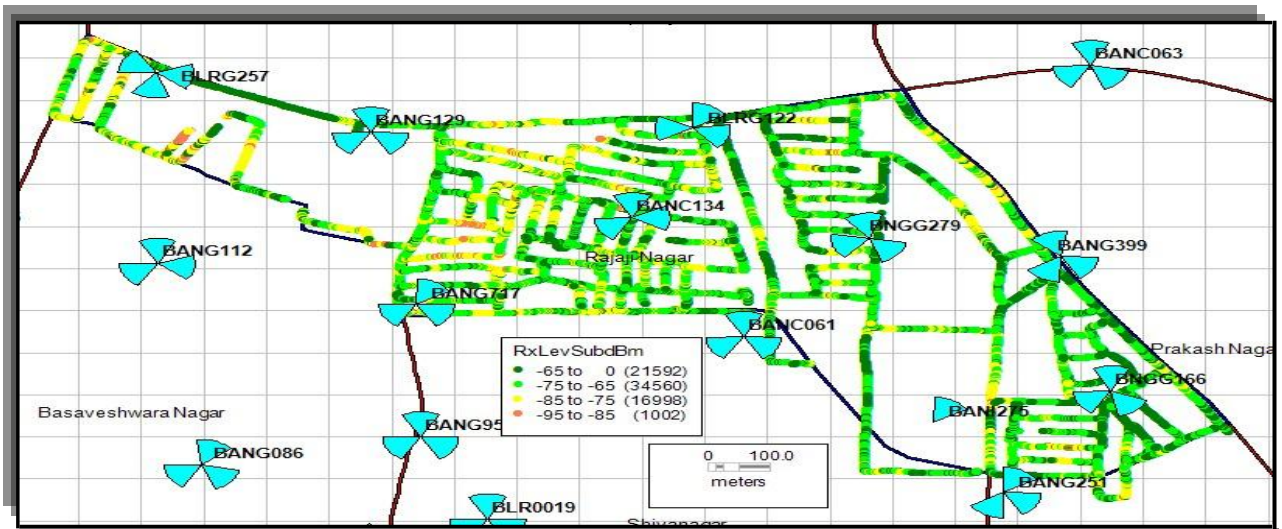 BANC063
BLRG257
BANG129
BLRG122
BANC134
BNGG279
BANG112
BANG399
Rajaji Nagar
BANG717
BANC061
RxLevSubdBm
-65 to 0 (21592)
-75 to -65 (34560)
-85 to -75 (16998)
-95 to -85 (1002)
Prakash Naga
BNGG166
Basaveshwara Nagar
BANI275
BANG95
BANG086
0 100.0
meters
BANG251
BLR0019
Shivanagar